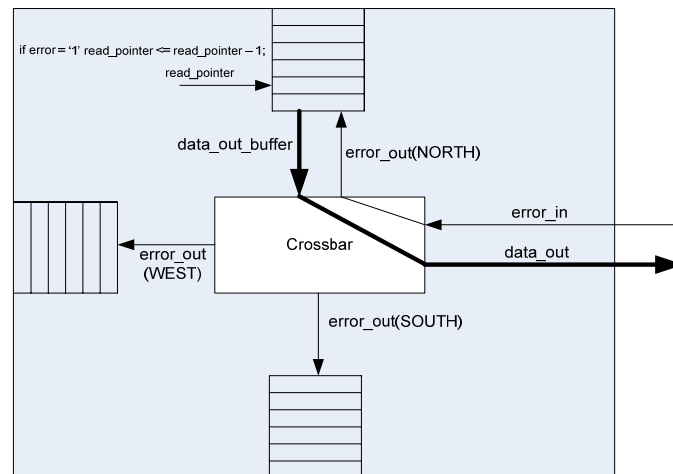 if error = '1' read_pointer <= read_pointer – 1;
read_pointer
data_out_buffer
error_out(NORTH)
error_in
Crossbar
data_out
error_out
(WEST)
error_out(SOUTH)